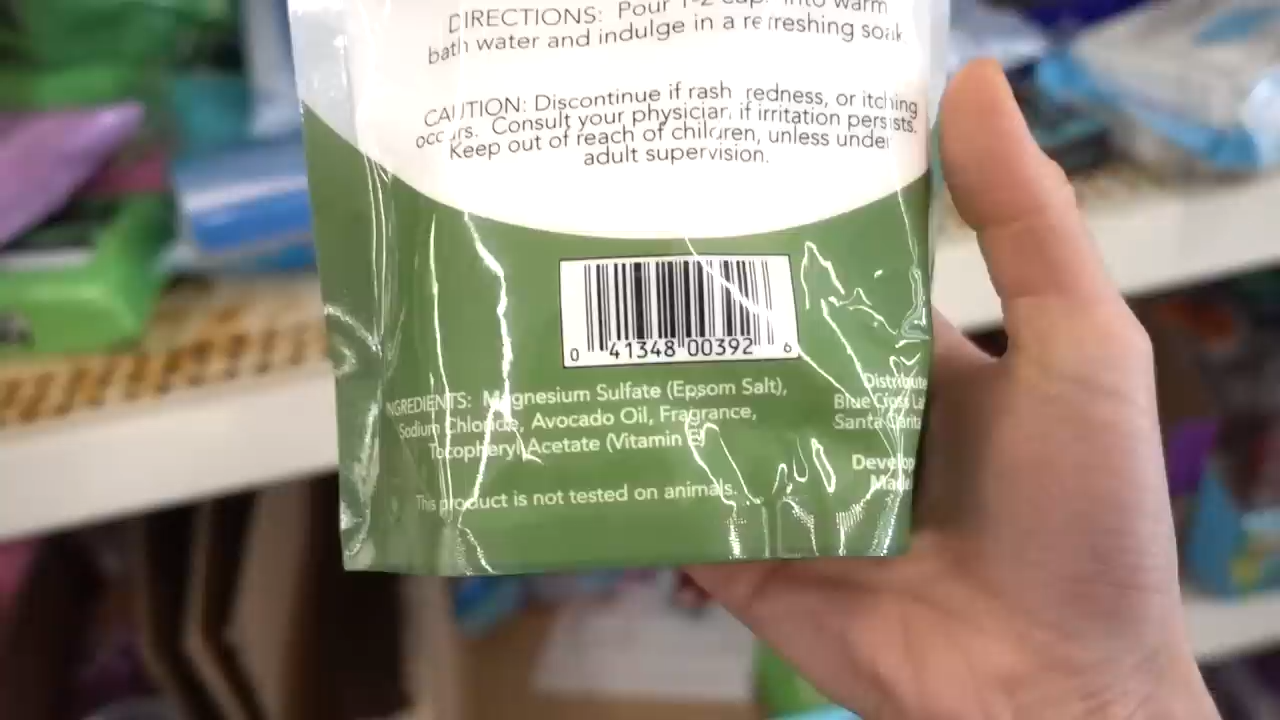 DIRECTIONS: Pour 1-2 cups into warm
bath water and indulge in a refreshing soak.
CAUTION: Discontinue if rash redness, or itching
occurs. Consult your physician if irritation persists.
Keep out of reach of children, unless under
adult supervision.
0 41348 00392 6
INGREDIENTS: Magnesium Sulfate (Epsom Salt),
Sodium Chloride, Avocado Oil, Fragrance,
Tocopheryl Acetate (Vitamin E)
This product is not tested on animals.
Distribute
Blue Cross La
Santa Clarita
Develop
Made